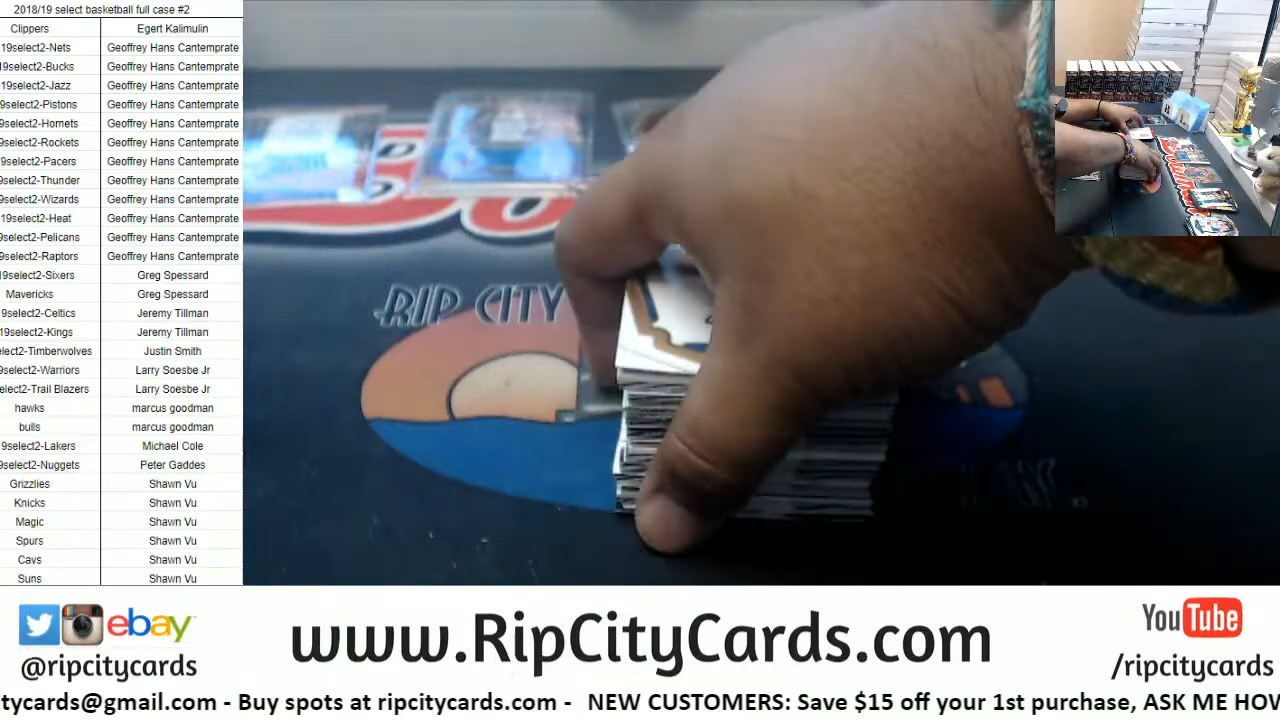 2018/19 select basketball full case #2
Clippers Egert Kalimulin
19select2-Nets Geoffrey Hans Cantemprate
19select2-Bucks Geoffrey Hans Cantemprate
19select2-Jazz Geoffrey Hans Cantemprate
9select2-Pistons Geoffrey Hans Cantemprate
9select2-Hornets Geoffrey Hans Cantemprate
9select2-Rockets Geoffrey Hans Cantemprate
9select2-Pacers Geoffrey Hans Cantemprate
9select2-Thunder Geoffrey Hans Cantemprate
9select2-Wizards Geoffrey Hans Cantemprate
19select2-Heat Geoffrey Hans Cantemprate
9select2-Pelicans Geoffrey Hans Cantemprate
9select2-Raptors Geoffrey Hans Cantemprate
19select2-Sixers Greg Spessard
Mavericks Greg Spessard
9select2-Celtics Jeremy Tillman
19select2-Kings Jeremy Tillman
elect2-Timberwolves Justin Smith
9select2-Warriors Larry Soesbe Jr
elect2-Trail Blazers Larry Soesbe Jr
hawks marcus goodman
bulls marcus goodman
9select2-Lakers Michael Cole
9select2-Nuggets Peter Gaddes
Grizzlies Shawn Vu
Knicks Shawn Vu
Magic Shawn Vu
Spurs Shawn Vu
Cavs Shawn Vu
Suns Shawn Vu
RIP CITY
ebay
@ripcitycards
www.RipCityCards.com
YouTube
/ripcitycards
tycards@gmail.com - Buy spots at ripcitycards.com - NEW CUSTOMERS: Save $15 off your 1st purchase, ASK ME HOW